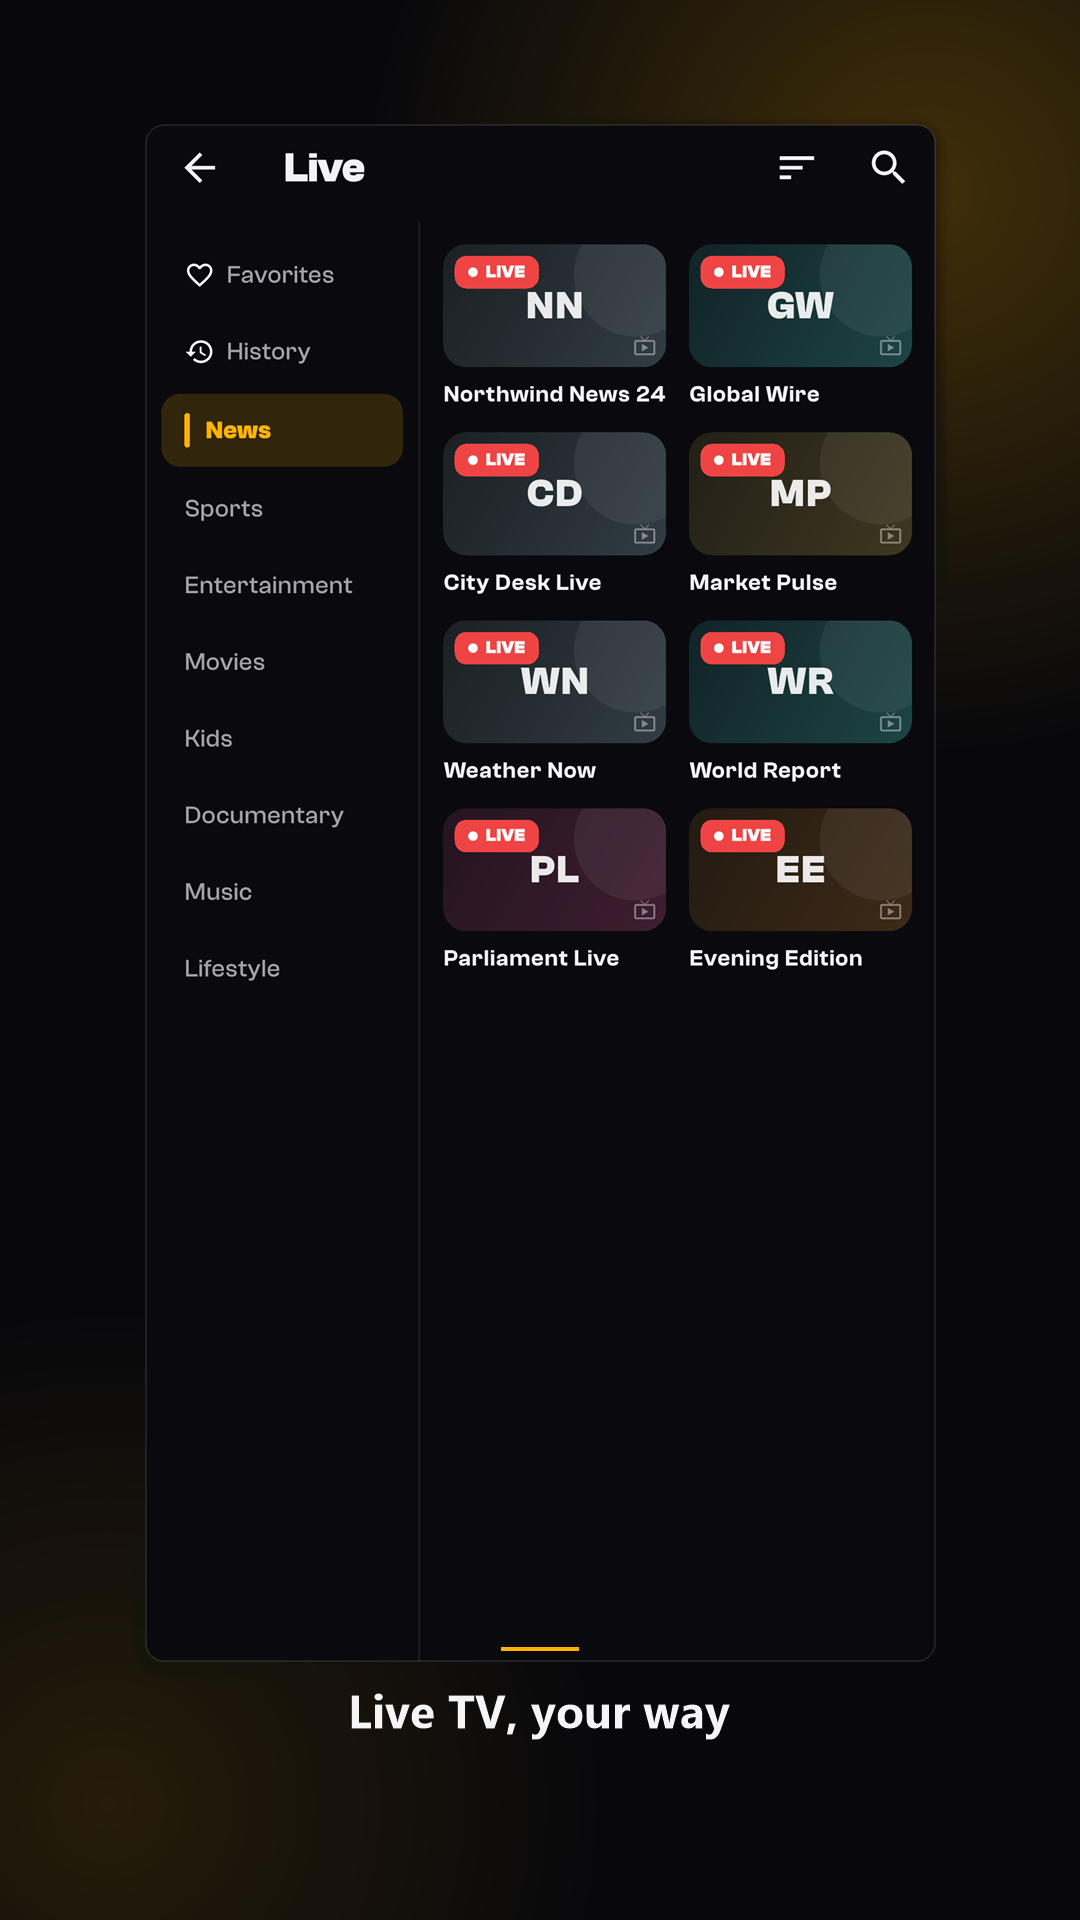 Live
Favorites
History
News
Sports
Entertainment
Movies
Kids
Documentary
Music
Lifestyle
LIVE
NN
Northwind News 24
LIVE
GW
Global Wire
LIVE
CD
City Desk Live
LIVE
MP
Market Pulse
LIVE
WN
Weather Now
LIVE
WR
World Report
LIVE
PL
Parliament Live
LIVE
EE
Evening Edition
Live TV, your way